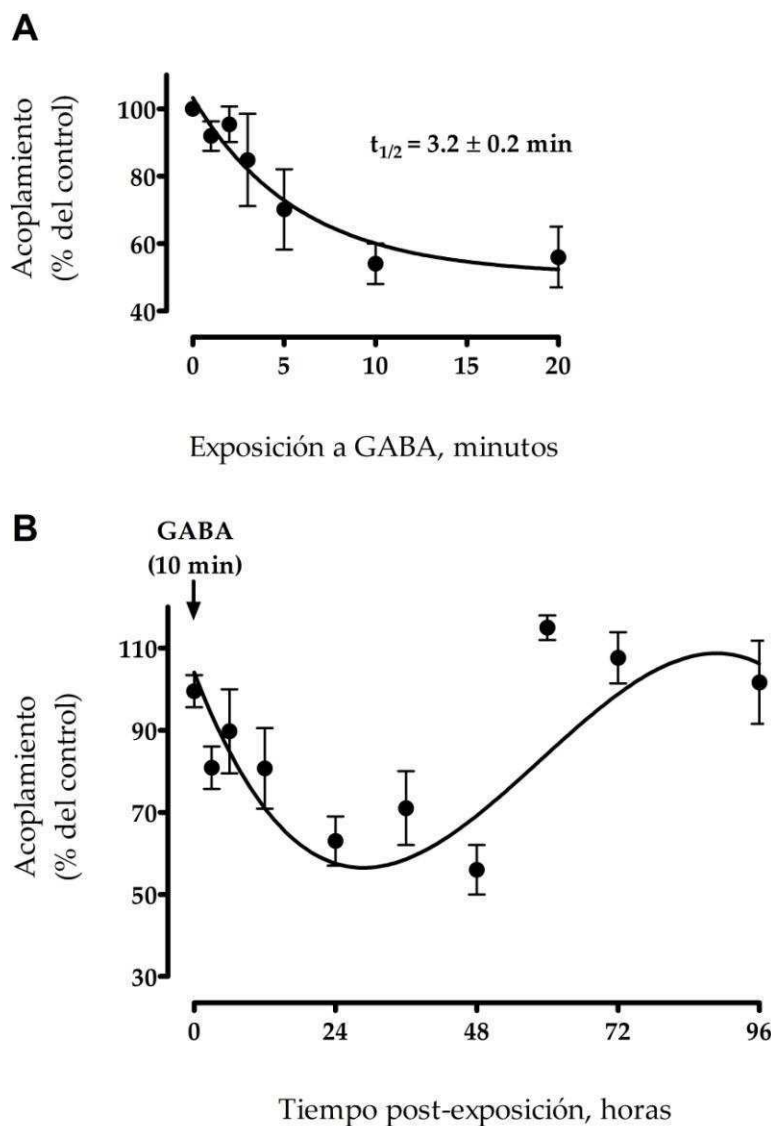 A
Acoplamiento
(% del control)
100
80
60
40
t1/2 = 3.2 ± 0.2 min
0 5 10 15 20
Exposición a GABA, minutos
B
GABA
(10 min)
Acoplamiento
(% del control)
110
90
70
50
30
0 24 48 72 96
Tiempo post-exposición, horas